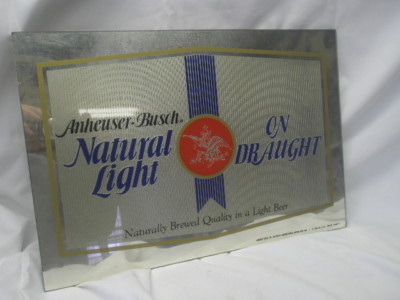 Anheuser-Busch®
Natural
Light
ON
DRAUGHT
Naturally Brewed Quality in a Light Beer